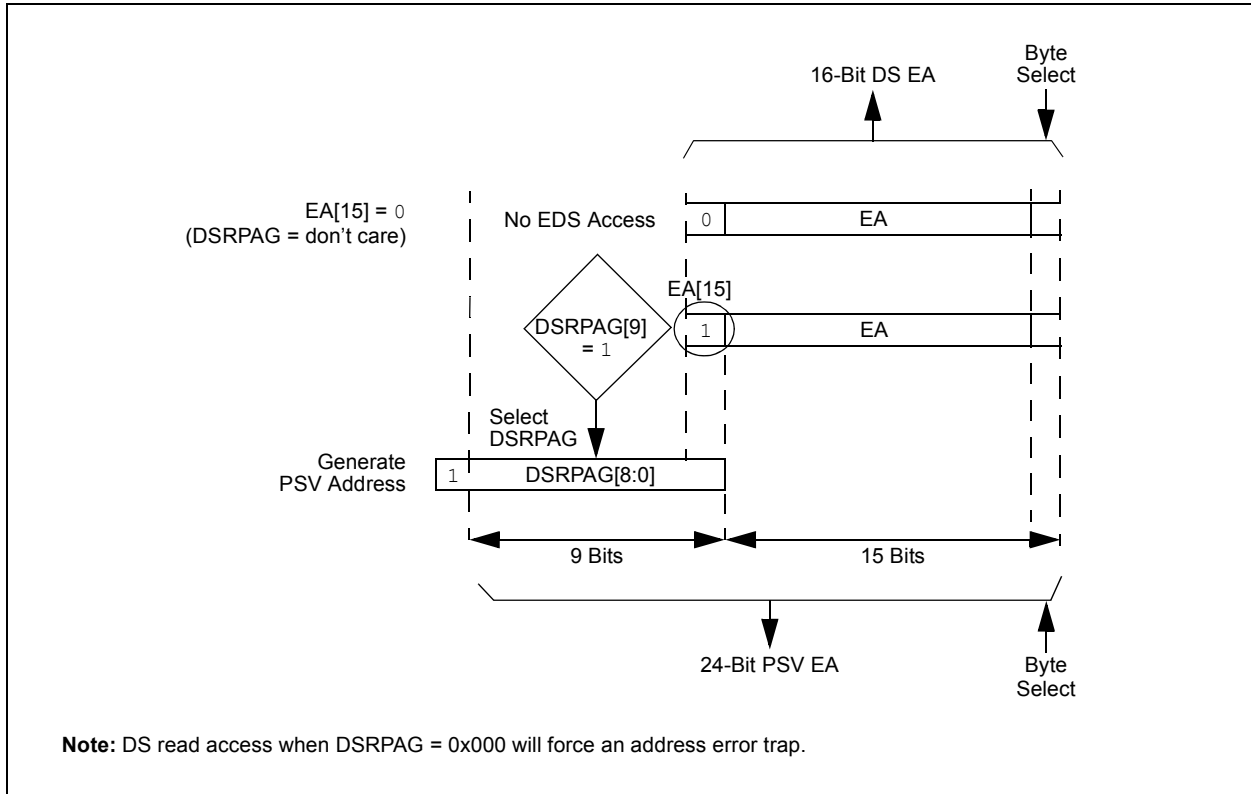 16-Bit DS EA
Byte
Select
EA[15] = 0
(DSRPAG = don't care)
No EDS Access
0
EA
EA[15]
DSRPAG[9]
= 1
1
EA
Select
DSRPAG
Generate
PSV Address
1
DSRPAG[8:0]
9 Bits
15 Bits
24-Bit PSV EA
Byte
Select
Note: DS read access when DSRPAG = 0x000 will force an address error trap.